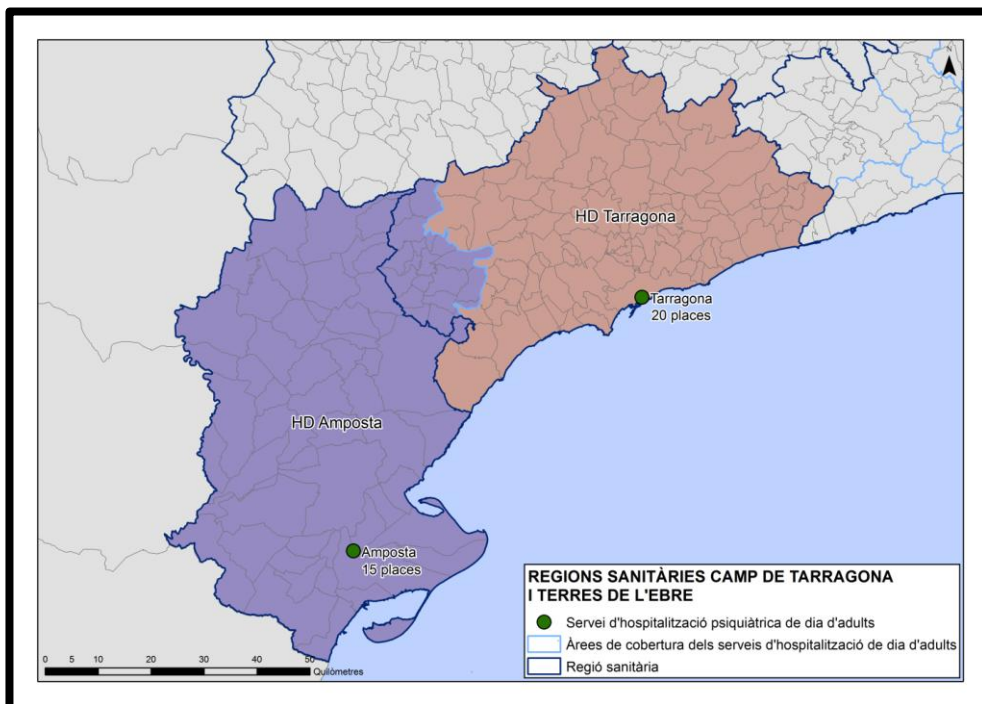 N
HD Tarragona
Tarragona
20 places
HD Amposta
Amposta
15 places
REGIONS SANITÀRIES CAMP DE TARRAGONA
I TERRES DE L'EBRE
Servei d'hospitalització psiquiàtrica de dia d'adults
Àrees de cobertura dels serveis d'hospitalització de dia d'adults
Regió sanitària
0 5 10 20 30 40 50
Quilòmetres